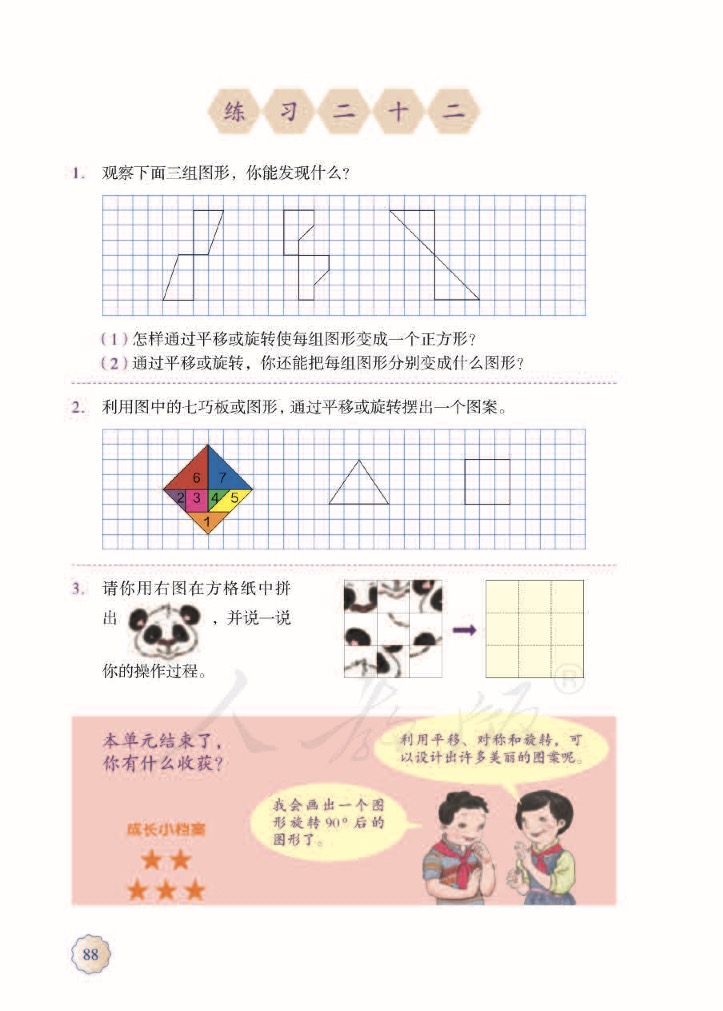 练习二十二
1. 观察下面三组图形，你能发现什么？
（1）怎样通过平移或旋转使每组图形变成一个正方形？
（2）通过平移或旋转，你还能把每组图形分别变成什么图形？
2. 利用图中的七巧板或图形，通过平移或旋转摆出一个图案。
6 7
2 3 4 5
1
3. 请你用右图在方格纸中拼
出 ，并说一说
你的操作过程。
人教师®
本单元结束了，
你有什么收获？
利用平移、对称和旋转，可
以设计出许多美丽的图案呢。
我会画出一个图
形旋转90°后的
图形了。
成长小档案
88